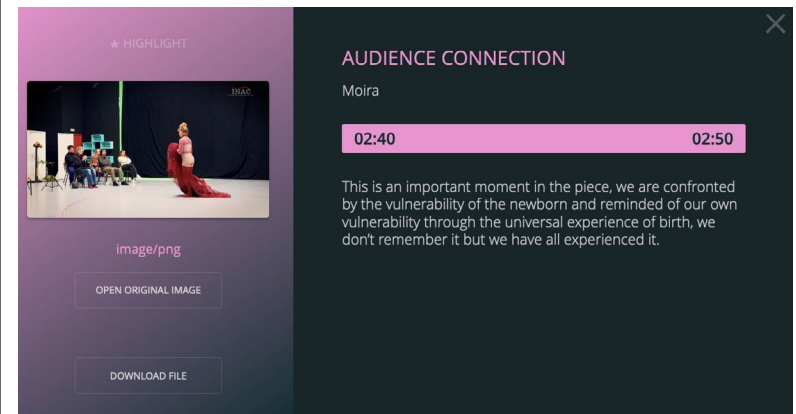 ★ HIGHLIGHT
INAC
image/png
OPEN ORIGINAL IMAGE
DOWNLOAD FILE
AUDIENCE CONNECTION
Moira
02:40 02:50
This is an important moment in the piece, we are confronted
by the vulnerability of the newborn and reminded of our own
vulnerability through the universal experience of birth, we
don't remember it but we have all experienced it.